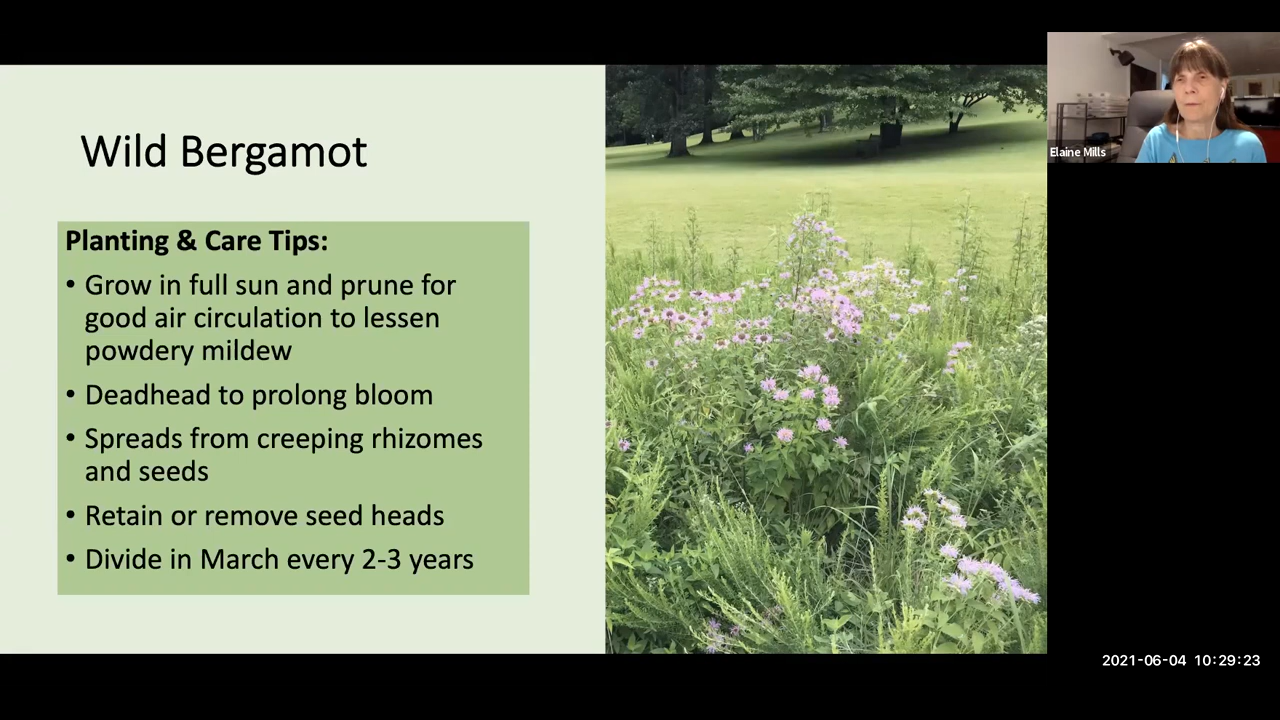 Wild Bergamot
Planting & Care Tips:
• Grow in full sun and prune for
good air circulation to lessen
powdery mildew
• Deadhead to prolong bloom
• Spreads from creeping rhizomes
and seeds
• Retain or remove seed heads
• Divide in March every 2-3 years
Elaine Mills
2021-06-04 10:29:23